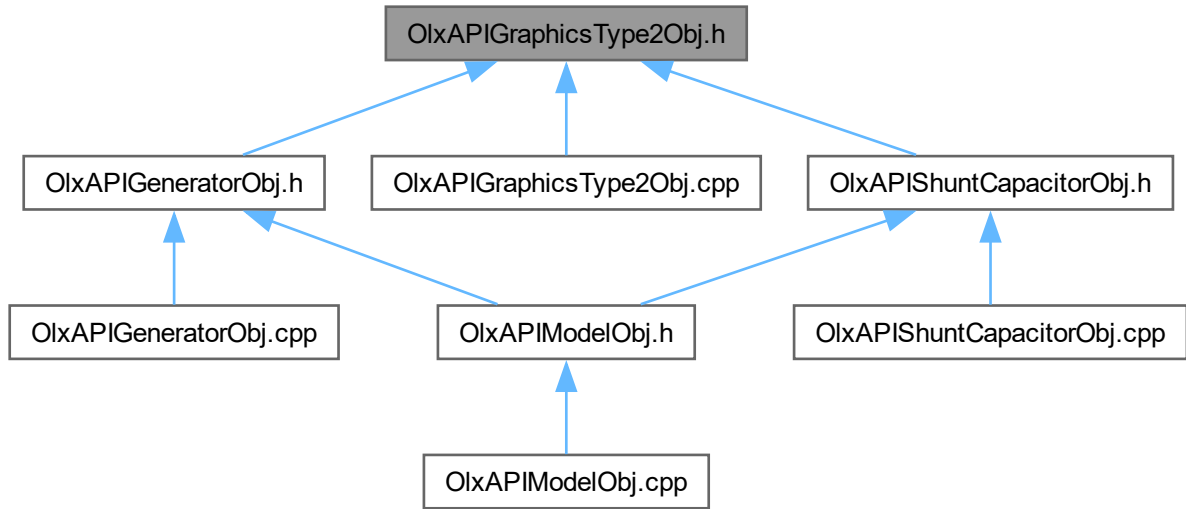 OlxAPIGraphicsType2Obj.h
OlxAPIGeneratorObj.h
OlxAPIGraphicsType2Obj.cpp
OlxAPIShuntCapacitorObj.h
OlxAPIGeneratorObj.cpp
OlxAPIModelObj.h
OlxAPIShuntCapacitorObj.cpp
OlxAPIModelObj.cpp